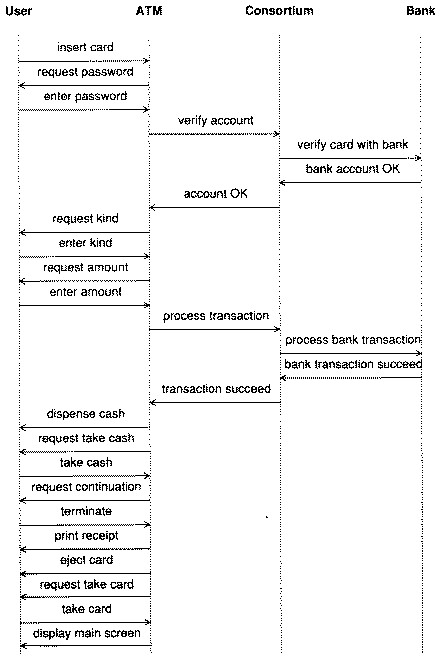 User ATM Consortium Bank
insert card
request password
enter password
verify account
verify card with bank
bank account OK
account OK
request kind
enter kind
request amount
enter amount
process transaction
process bank transaction
bank transaction succeed
transaction succeed
dispense cash
request take cash
take cash
request continuation
terminate
print receipt
eject card
request take card
take card
display main screen